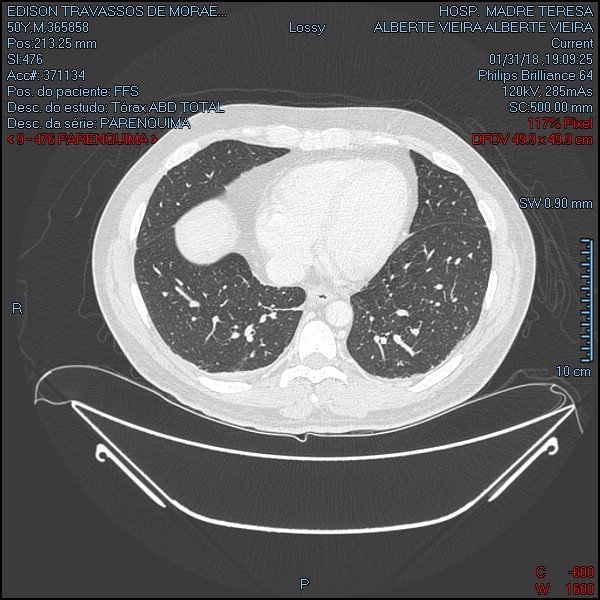 EDISON TRAVASSOS DE MORAE...
50Y,M,365858
Pos:213.25 mm
Sl:476
Acc#: 371134
Pos. do paciente: FFS
Desc. do estudo: Tórax ABD TOTAL
Desc. da série: PARENQUIMA
< 9 - 476 PARENQUIMA >
Lossy
HOSP. MADRE TERESA
ALBERTE VIEIRA ALBERTE VIEIRA
Current
01/31/18 ,19:09:25
Philips Brilliance 64
120kV, 285mAs
SC:500.00 mm
117% Pixel
DFOV 49.9 x 49.9 cm
SW 0.90 mm
R
10 cm
P
C -600
W 1600